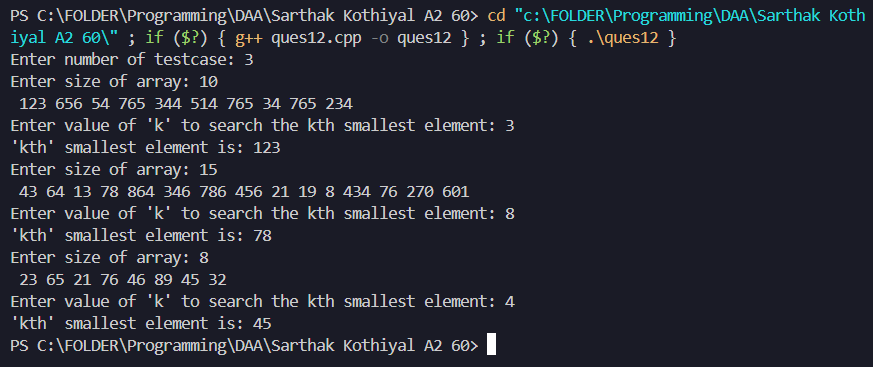 PS C:\FOLDER\Programming\DAA\Sarthak Kothiyal A2 60> cd "c:\FOLDER\Programming\DAA\Sarthak Koth
iyal A2 60\" ; if ($?) { g++ ques12.cpp -o ques12 } ; if ($?) { .\ques12 }
Enter number of testcase: 3
Enter size of array: 10
 123 656 54 765 344 514 765 34 765 234
Enter value of 'k' to search the kth smallest element: 3
'kth' smallest element is: 123
Enter size of array: 15
 43 64 13 78 864 346 786 456 21 19 8 434 76 270 601
Enter value of 'k' to search the kth smallest element: 8
'kth' smallest element is: 78
Enter size of array: 8
 23 65 21 76 46 89 45 32
Enter value of 'k' to search the kth smallest element: 4
'kth' smallest element is: 45
PS C:\FOLDER\Programming\DAA\Sarthak Kothiyal A2 60>